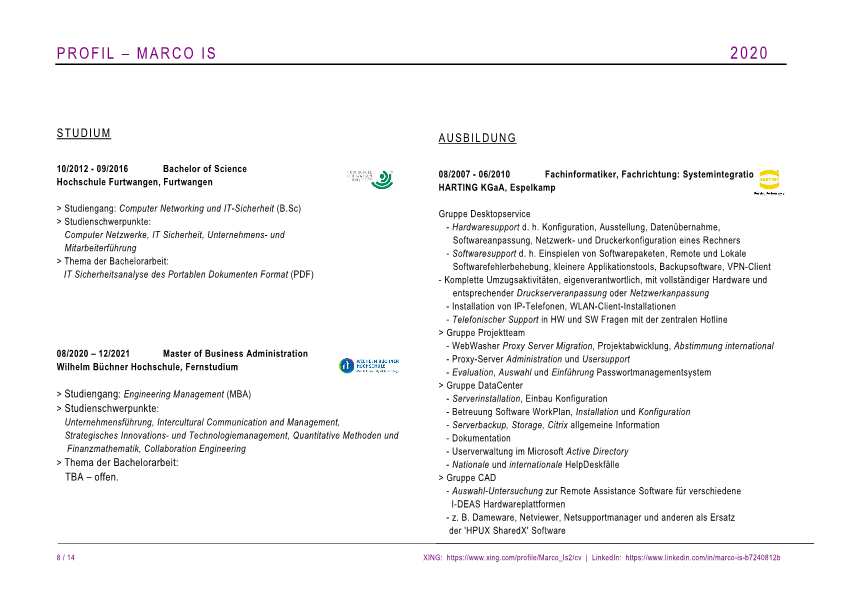 PROFIL – MARCO IS 2020
STUDIUM
10/2012 - 09/2016 Bachelor of Science
Hochschule Furtwangen, Furtwangen
> Studiengang: Computer Networking und IT-Sicherheit (B.Sc)
> Studienschwerpunkte:
Computer Netzwerke, IT Sicherheit, Unternehmens- und
Mitarbeiterführung
> Thema der Bachelorarbeit:
IT Sicherheitsanalyse des Portablen Dokumenten Format (PDF)
08/2020 – 12/2021 Master of Business Administration
Wilhelm Büchner Hochschule, Fernstudium
WILHELM BÜCHNER
HOCHSCHULE
> Studiengang: Engineering Management (MBA)
> Studienschwerpunkte:
Unternehmensführung, Intercultural Communication and Management,
Strategisches Innovations- und Technologiemanagement, Quantitative Methoden und
Finanzmathematik, Collaboration Engineering
> Thema der Bachelorarbeit:
TBA – offen.
AUSBILDUNG
08/2007 - 06/2010 Fachinformatiker, Fachrichtung: Systemintegratio
HARTING KGaA, Espelkamp
HARTING
Gruppe Desktopservice
- Hardwaresupport d. h. Konfiguration, Ausstellung, Datenübernahme,
Softwareanpassung, Netzwerk- und Druckerkonfiguration eines Rechners
- Softwaresupport d. h. Einspielen von Softwarepaketen, Remote und Lokale
Softwarefehlerbehebung, kleinere Applikationstools, Backupsoftware, VPN-Client
- Komplette Umzugsaktivitäten, eigenverantwortlich, mit vollständiger Hardware und
entsprechender Druckserveranpassung oder Netzwerkanpassung
- Installation von IP-Telefonen, WLAN-Client-Installationen
- Telefonischer Support in HW und SW Fragen mit der zentralen Hotline
> Gruppe Projektteam
- WebWasher Proxy Server Migration, Projektabwicklung, Abstimmung international
- Proxy-Server Administration und Usersupport
- Evaluation, Auswahl und Einführung Passwortmanagementsystem
> Gruppe DataCenter
- Serverinstallation, Einbau Konfiguration
- Betreuung Software WorkPlan, Installation und Konfiguration
- Serverbackup, Storage, Citrix allgemeine Information
- Dokumentation
- Userverwaltung im Microsoft Active Directory
- Nationale und internationale HelpDeskfälle
> Gruppe CAD
- Auswahl-Untersuchung zur Remote Assistance Software für verschiedene
I-DEAS Hardwareplattformen
- z. B. Dameware, Netviewer, Netsupportmanager und anderen als Ersatz
der 'HPUX SharedX' Software
8 / 14 XING: https://www.xing.com/profile/Marco_Is2/cv | LinkedIn: https://www.linkedin.com/in/marco-is-b7240812b